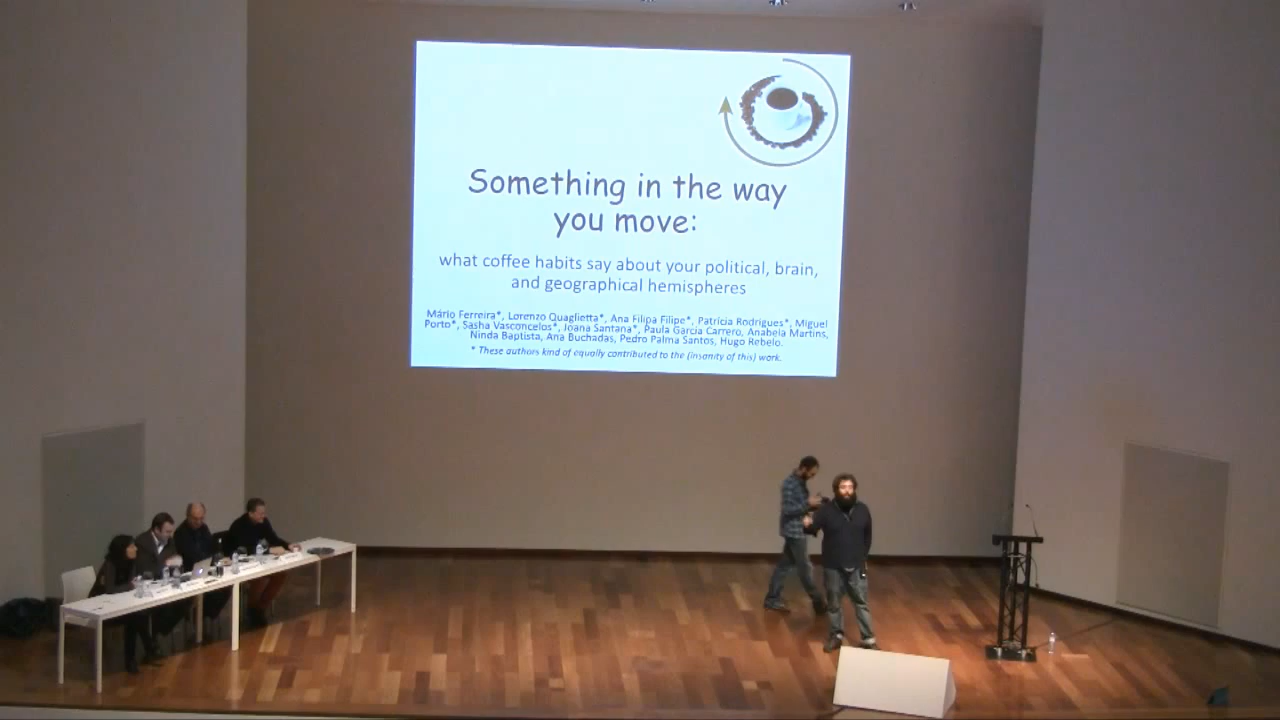 Something in the way
you move:
what coffee habits say about your political, brain,
and geographical hemispheres
Mário Ferreira*, Lorenzo Quaglietta*, Ana Filipa Filipe*, Patrícia Rodrigues*, Miguel
Porto*, Sasha Vasconcelos*, Joana Santana*, Paula Garcia Carrero, Anabela Martins,
Ninda Baptista, Ana Buchadas, Pedro Palma Santos, Hugo Rebelo.
* These authors kind of equally contributed to the (insanity of this) work.